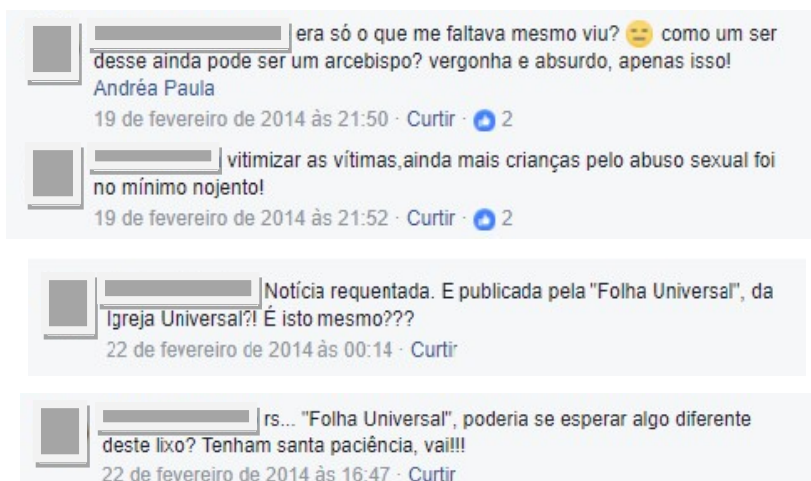 era só o que me faltava mesmo viu? 😑 como um ser
desse ainda pode ser um arcebispo? vergonha e absurdo, apenas isso!
Andréa Paula
19 de fevereiro de 2014 às 21:50 · Curtir · 2
vitimizar as vítimas,ainda mais crianças pelo abuso sexual foi
no mínimo nojento!
19 de fevereiro de 2014 às 21:52 · Curtir · 2
Notícia requentada. E publicada pela "Folha Universal", da
Igreja Universal?! É isto mesmo???
22 de fevereiro de 2014 às 00:14 · Curtir
rs... "Folha Universal", poderia se esperar algo diferente
deste lixo? Tenham santa paciência, vai!!!
22 de fevereiro de 2014 às 16:47 · Curtir